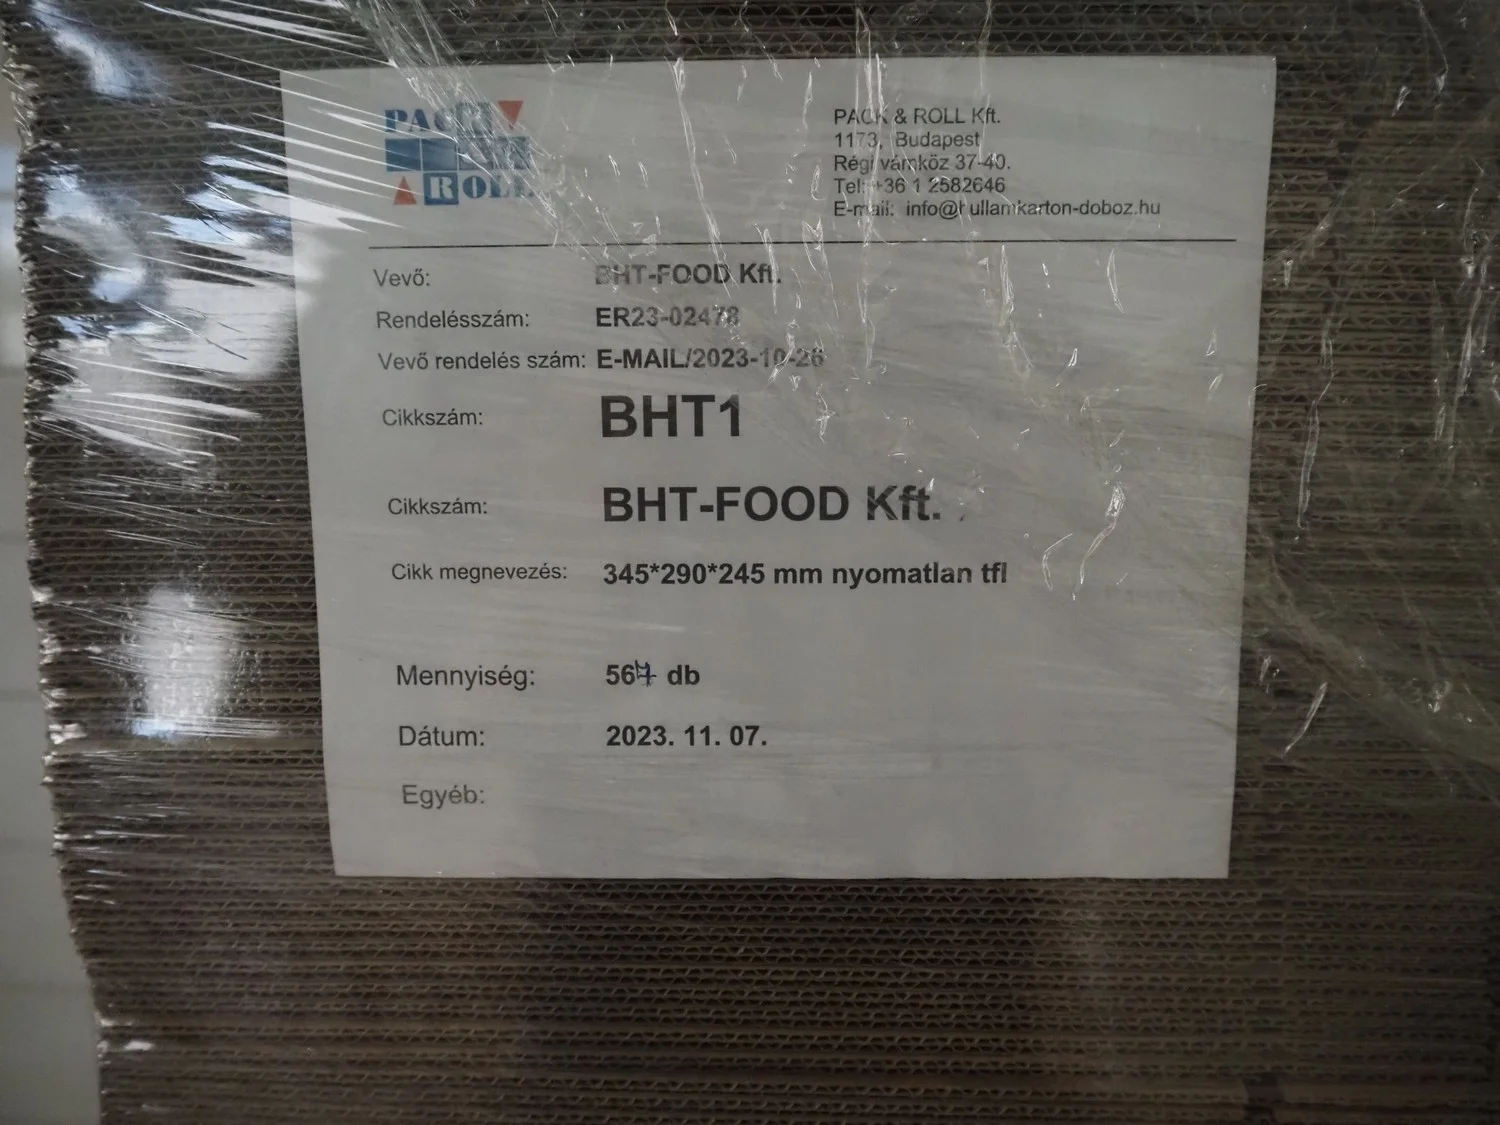 PACK
ROLL
PACK & ROLL Kft.
1173, Budapest
Régi vámköz 37-40.
Tel: +36 1 2582646
E-mail: info@hullamkarton-doboz.hu
Vevő: BHT-FOOD Kft.
Rendelésszám: ER23-02478
Vevő rendelés szám: E-MAIL/2023-10-26
Cikkszám: BHT1
Cikkszám: BHT-FOOD Kft.
Cikk megnevezés: 345*290*245 mm nyomatlan tfl
Mennyiség: db
Dátum: 2023. 11. 07.
Egyéb: